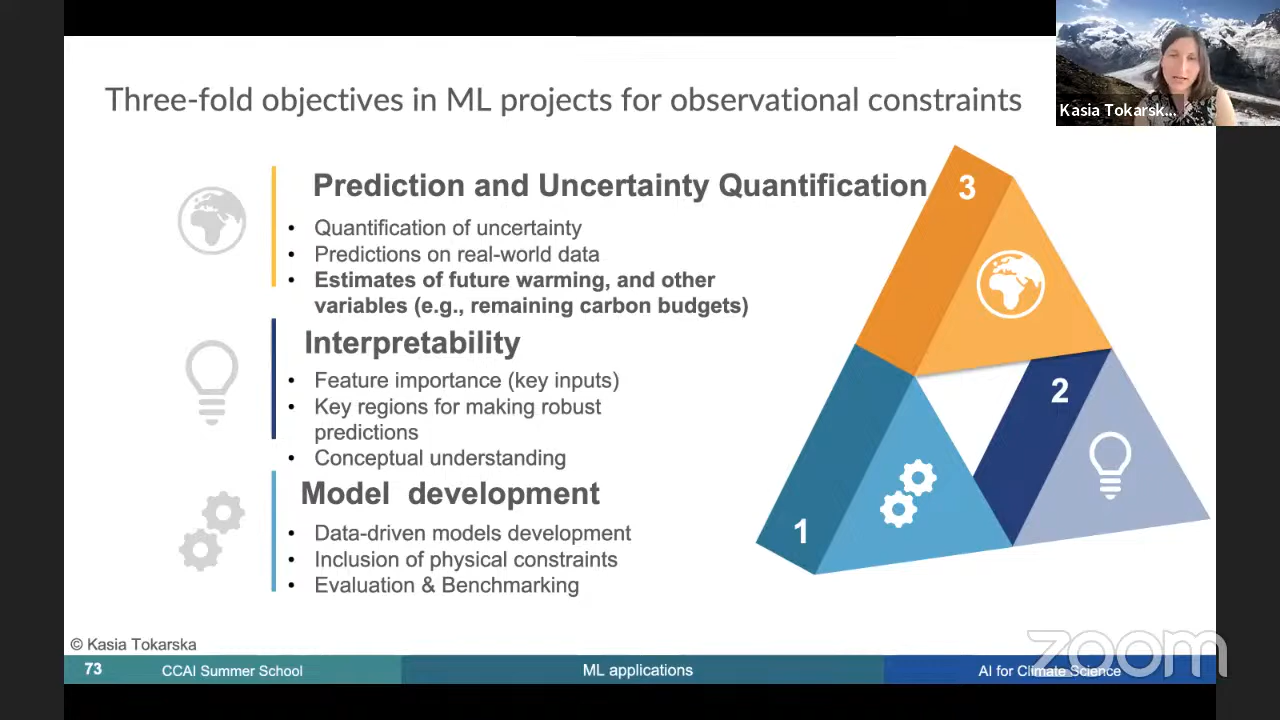 Three-fold objectives in ML projects for observational constraints
Kasia Tokarsk...
Prediction and Uncertainty Quantification
• Quantification of uncertainty
• Predictions on real-world data
• Estimates of future warming, and other
variables (e.g., remaining carbon budgets)
Interpretability
• Feature importance (key inputs)
• Key regions for making robust
predictions
• Conceptual understanding
Model development
• Data-driven models development
• Inclusion of physical constraints
• Evaluation & Benchmarking
3
2
1
© Kasia Tokarska
73 CCAI Summer School ML applications AI for Climate Science
zoom